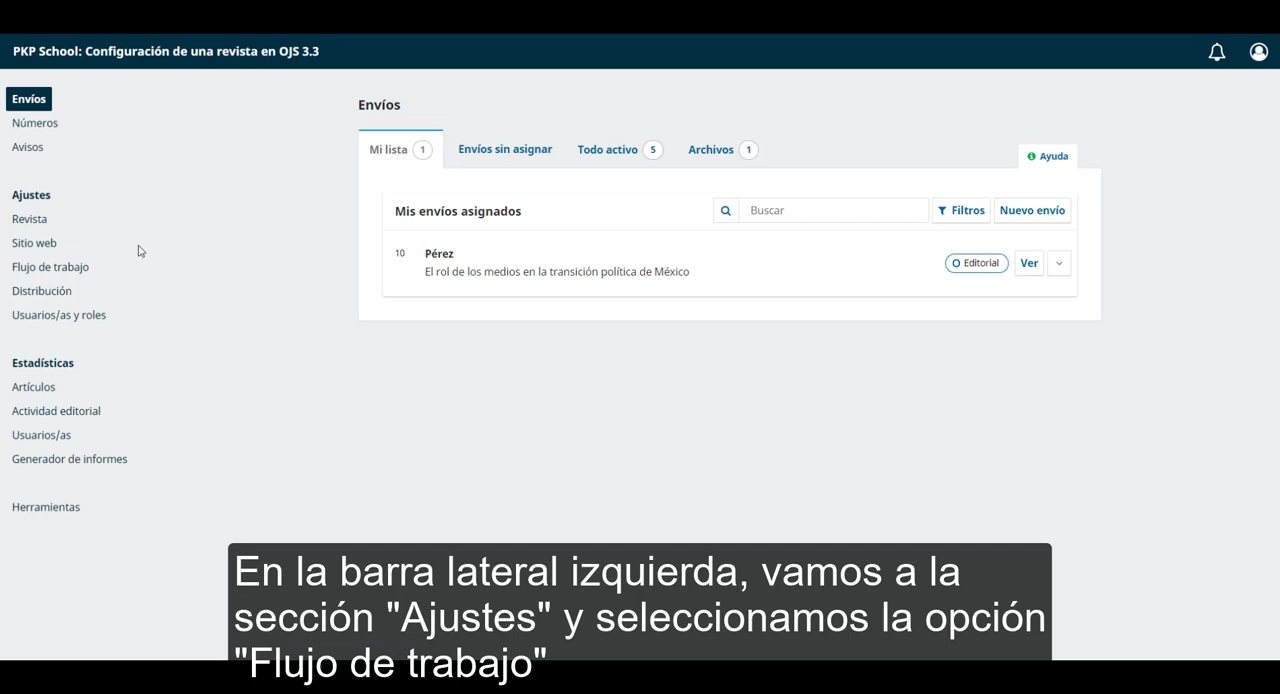 PKP School: Configuración de una revista en OJS 3.3
Envíos
Números
Avisos
Ajustes
Revista
Sitio web
Flujo de trabajo
Distribución
Usuarios/as y roles
Estadísticas
Artículos
Actividad editorial
Usuarios/as
Generador de informes
Herramientas
Envíos
Mi lista 1 Envíos sin asignar Todo activo 5 Archivos 1
Ayuda
Mis envíos asignados Buscar Filtros Nuevo envío
10 Pérez
El rol de los medios en la transición política de México
Editorial Ver
En la barra lateral izquierda, vamos a la
sección "Ajustes" y seleccionamos la opción
"Flujo de trabajo"